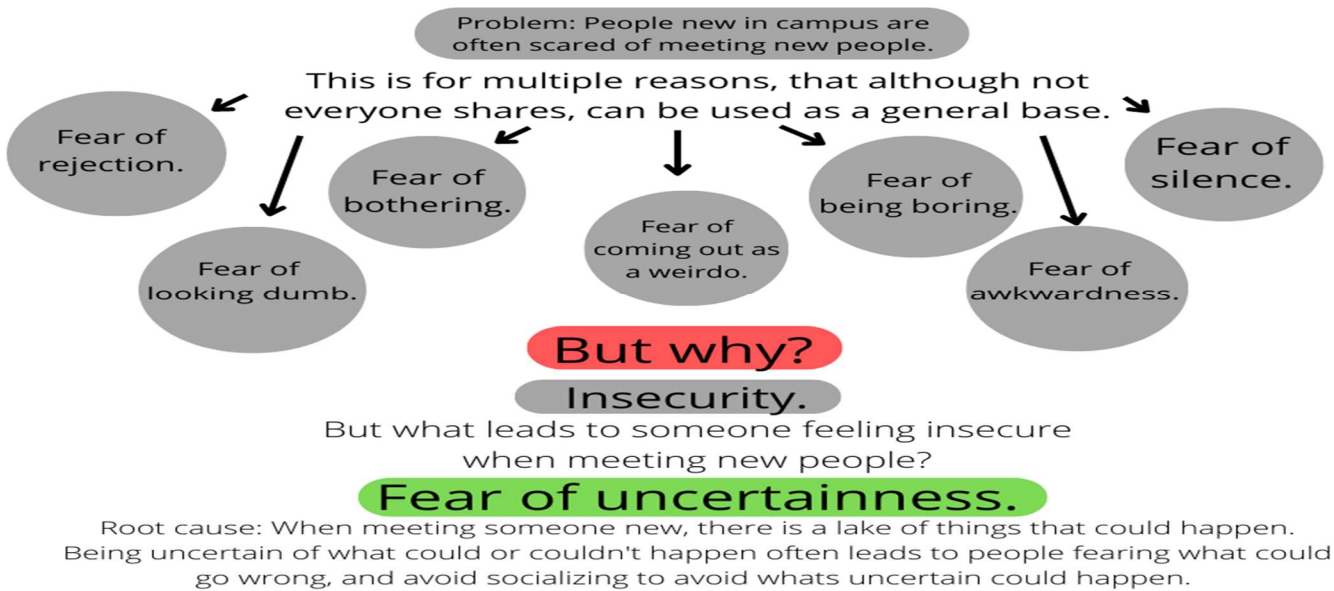 Problem: People new in campus are
often scared of meeting new people.
This is for multiple reasons, that although not
everyone shares, can be used as a general base.
Fear of
rejection.
Fear of
looking dumb.
Fear of
bothering.
Fear of
coming out as
a weirdo.
Fear of
being boring.
Fear of
awkwardness.
Fear of
silence.
But why?
Insecurity.
But what leads to someone feeling insecure
when meeting new people?
Fear of uncertainness.
Root cause: When meeting someone new, there is a lake of things that could happen.
Being uncertain of what could or couldn't happen often leads to people fearing what could
go wrong, and avoid socializing to avoid whats uncertain could happen.